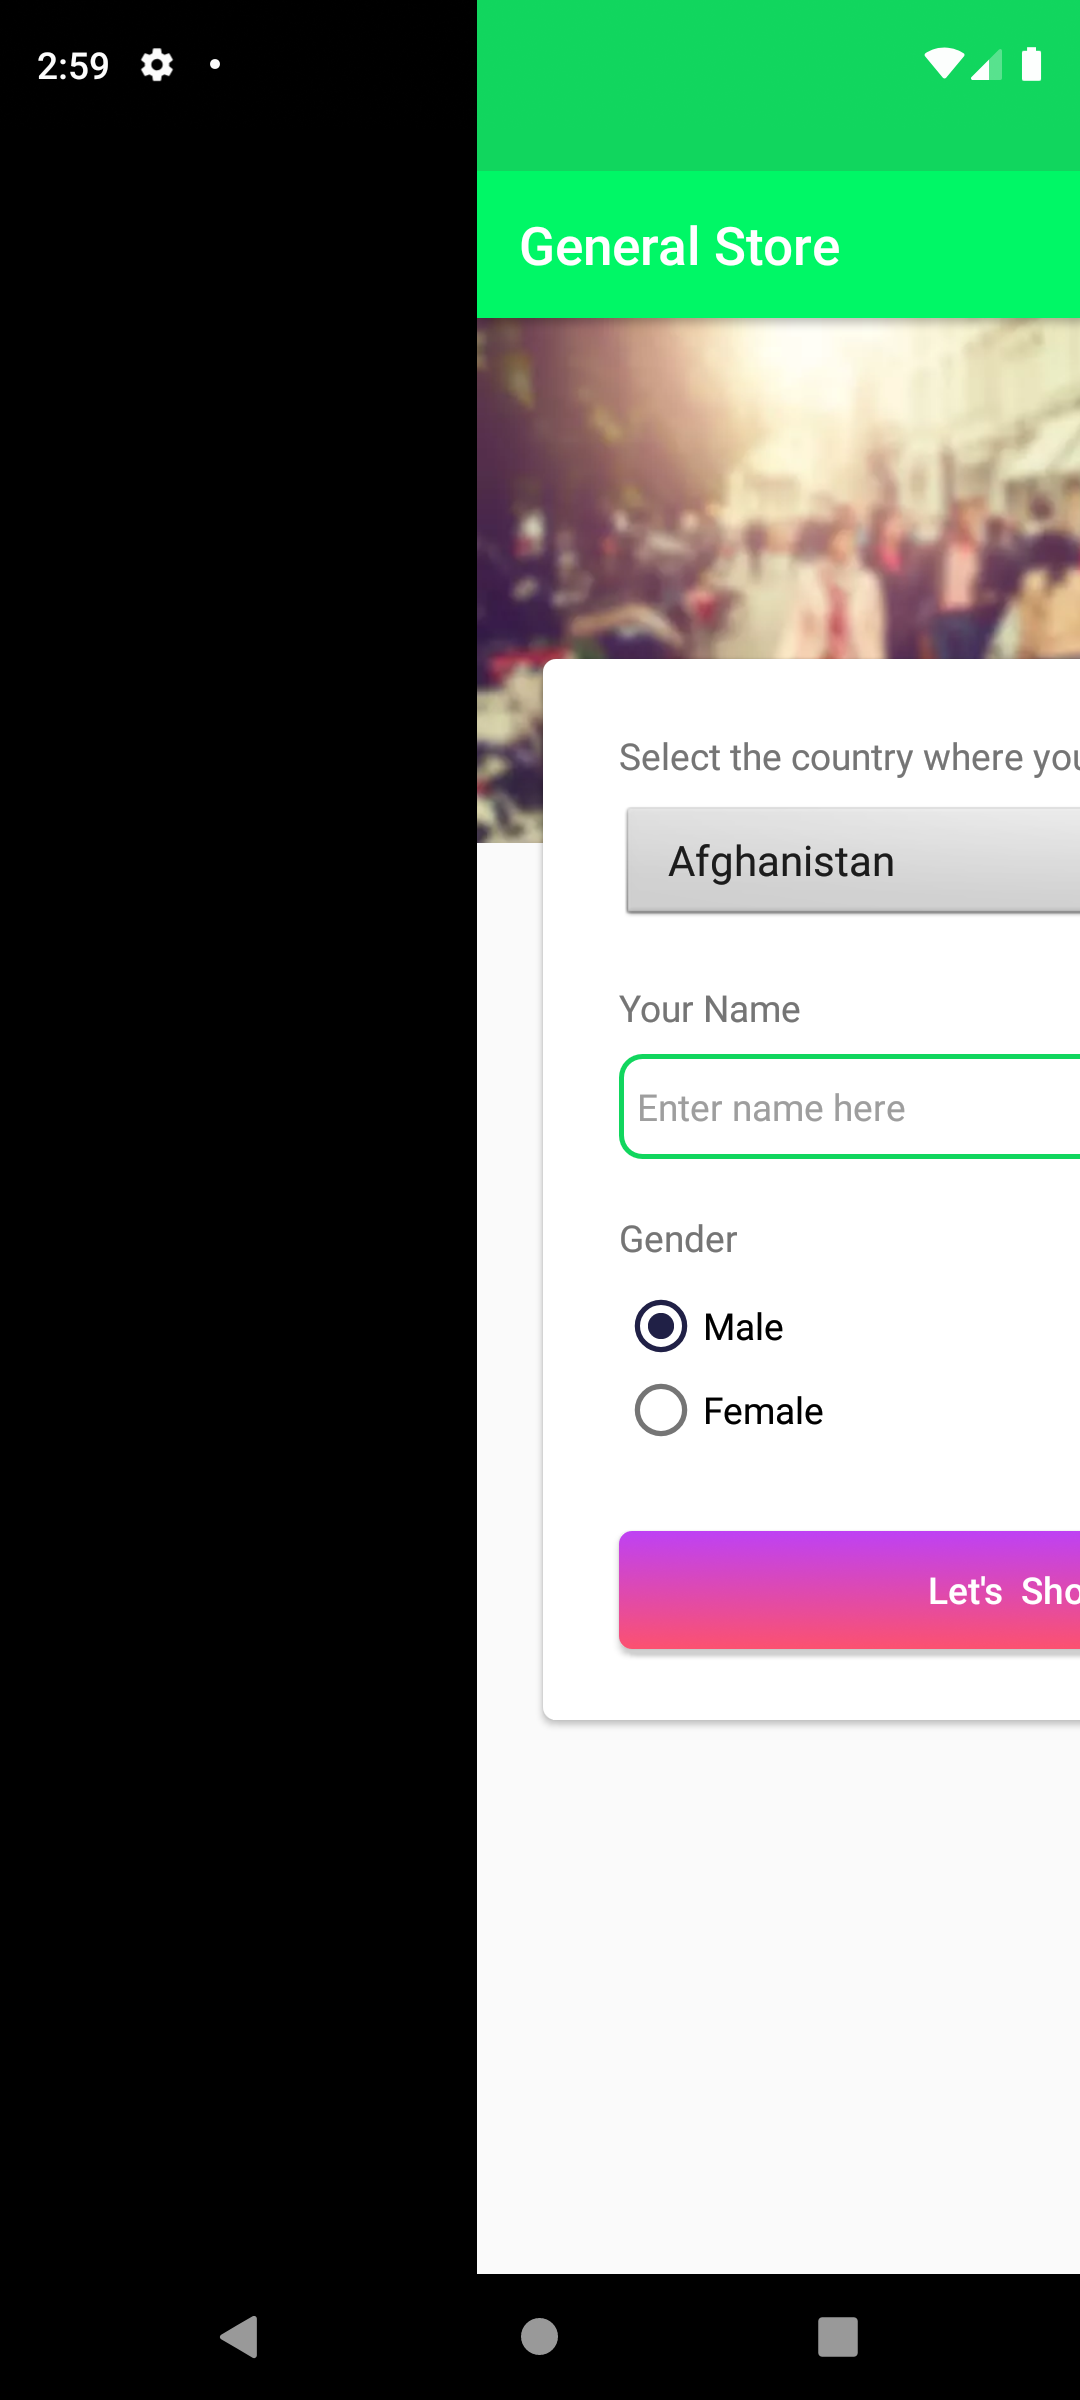 2:59
General Store
Select the country where you
Afghanistan
Your Name
Enter name here
Gender
Male
Female
Let's Sho